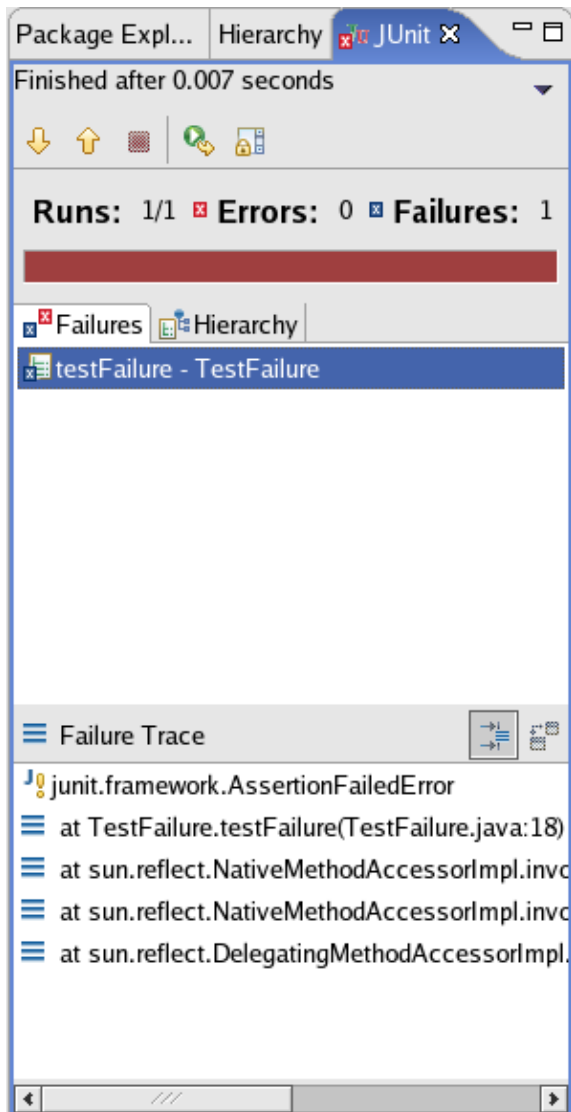 Package Expl... Hierarchy JUnit
Finished after 0.007 seconds
Runs: 1/1 Errors: 0 Failures: 1
Failures Hierarchy
testFailure - TestFailure
Failure Trace
junit.framework.AssertionFailedError
at TestFailure.testFailure(TestFailure.java:18)
at sun.reflect.NativeMethodAccessorImpl.invo
at sun.reflect.NativeMethodAccessorImpl.invo
at sun.reflect.DelegatingMethodAccessorImpl.